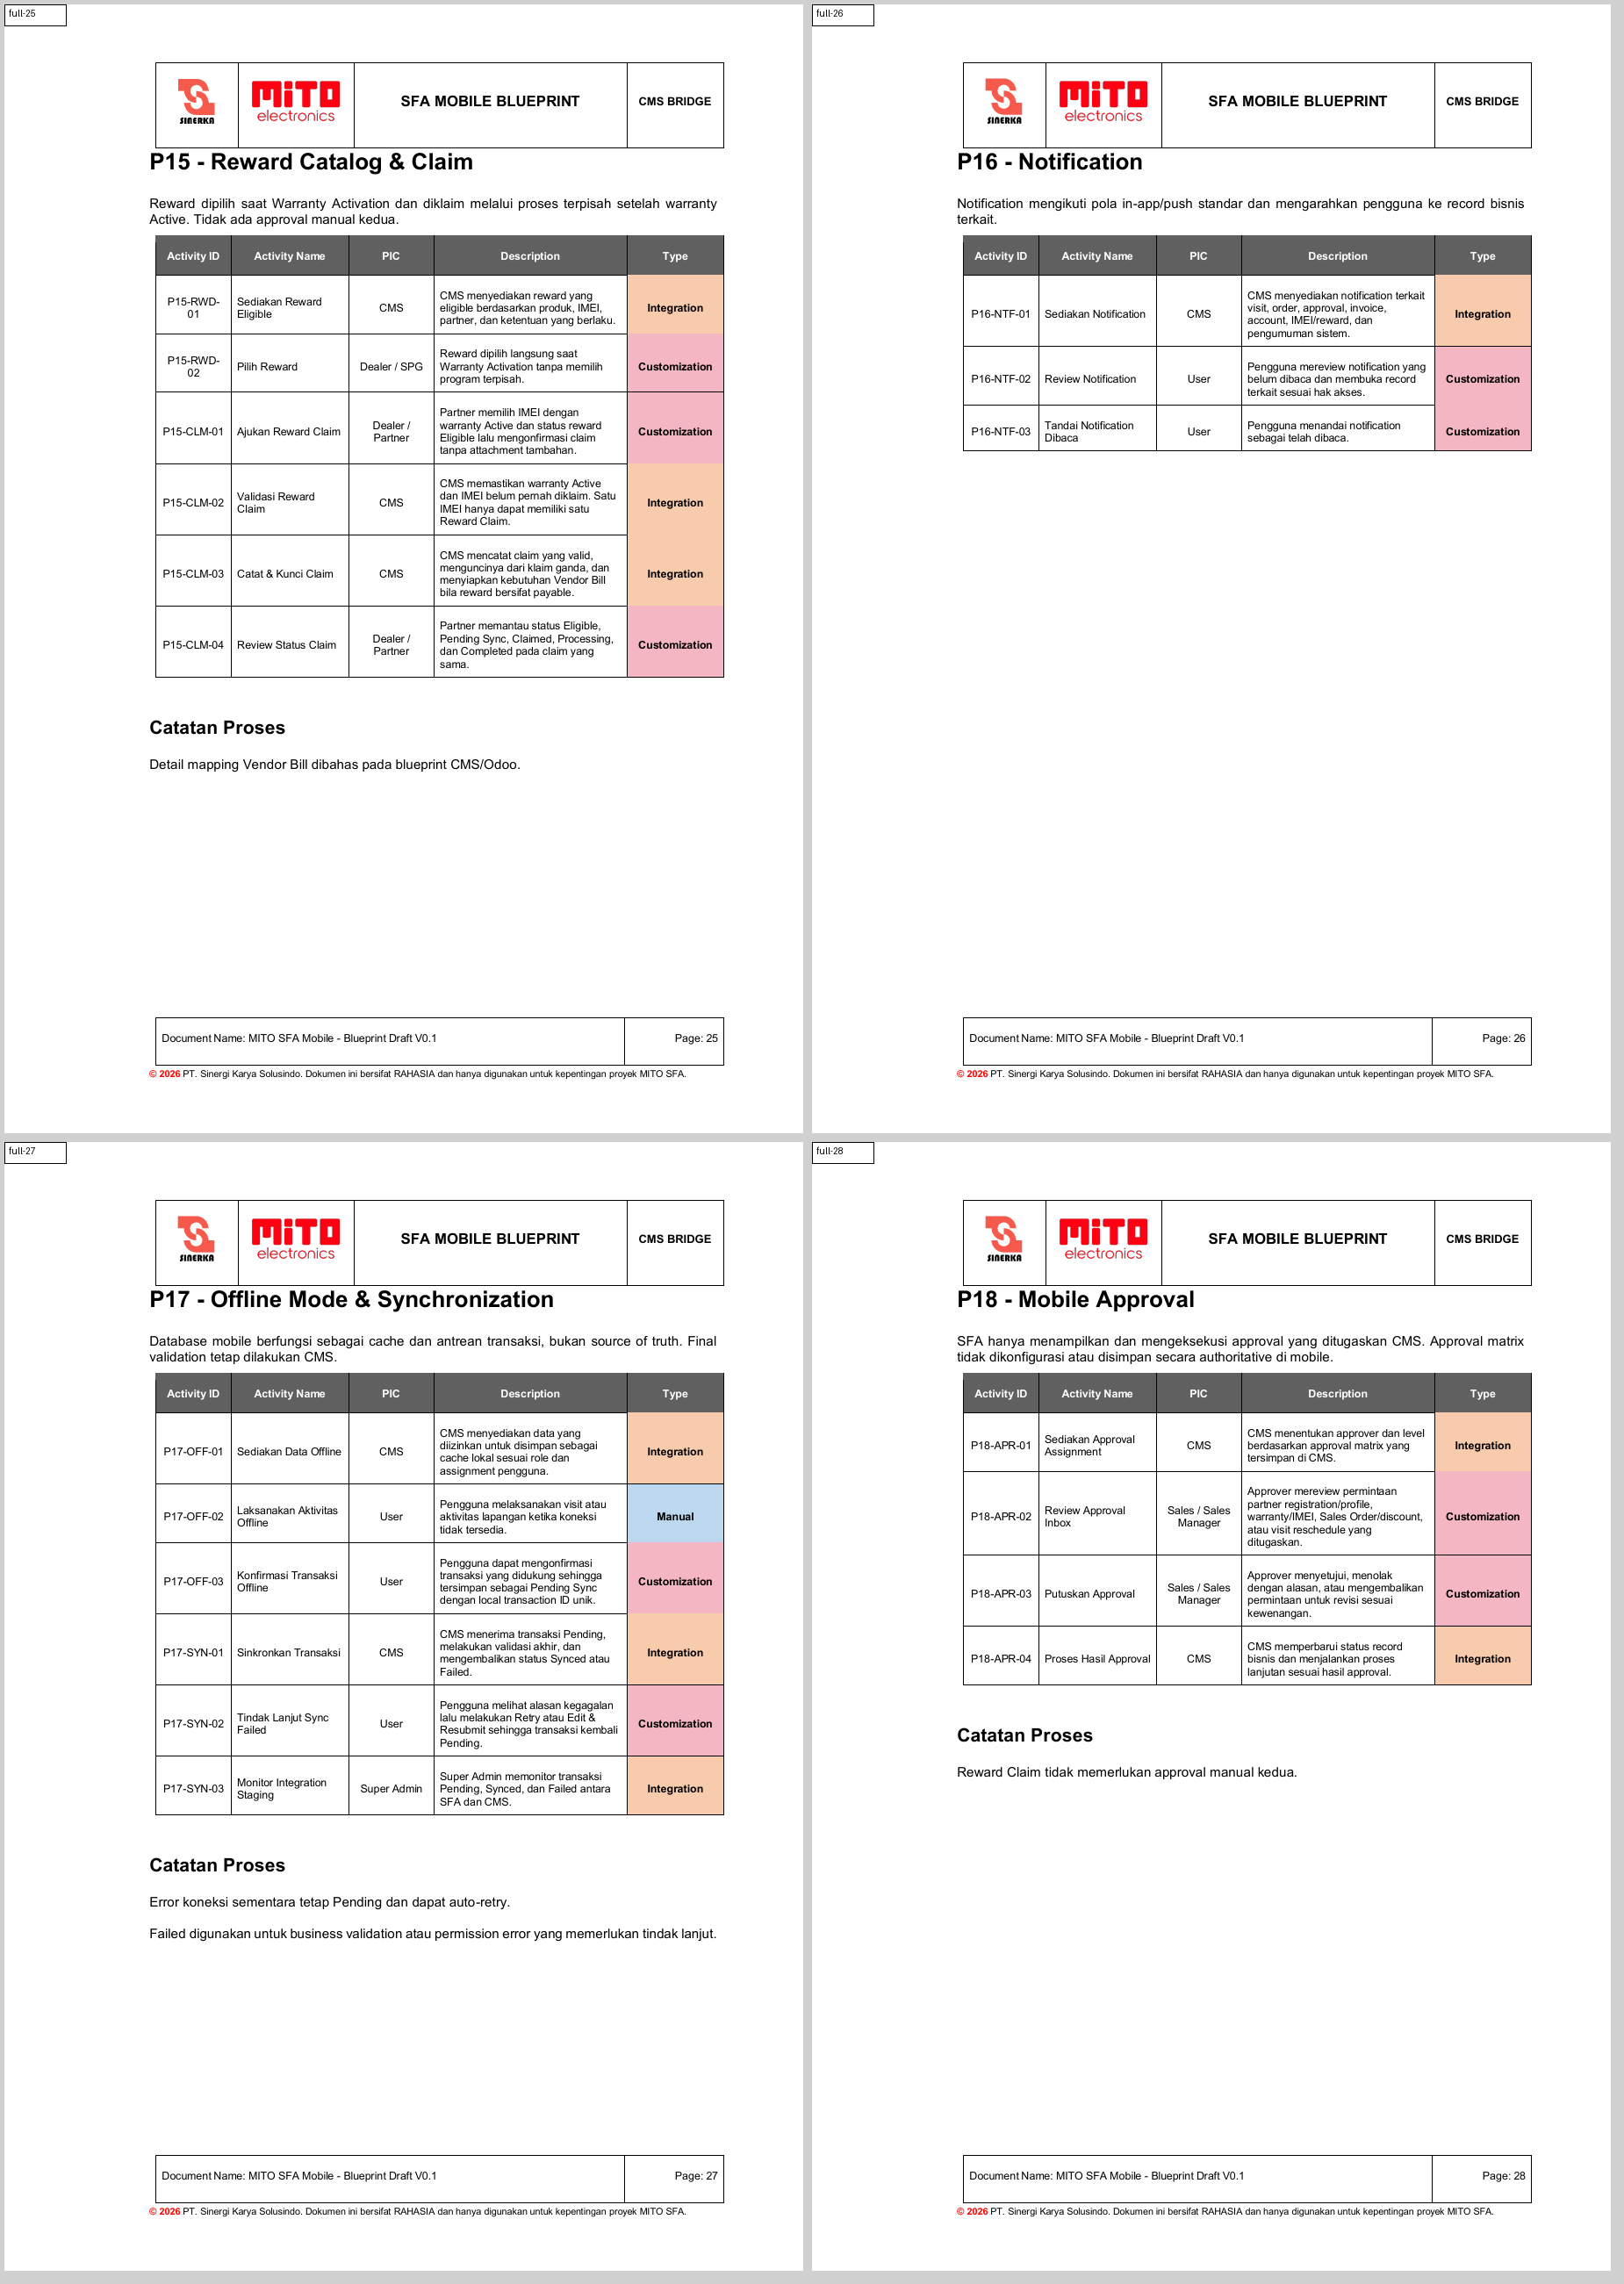 full-25
SINERKA
MiTO
electronics
SFA MOBILE BLUEPRINT
CMS BRIDGE
P15 - Reward Catalog & Claim
Reward dipilih saat Warranty Activation dan diklaim melalui proses terpisah setelah warranty
Active. Tidak ada approval manual kedua.
Activity ID
Activity Name
PIC
Description
Type
P15-RWD-
01
Sediakan Reward
Eligible
CMS
CMS menyediakan reward yang
eligible berdasarkan produk, IMEI,
partner, dan ketentuan yang berlaku.
Integration
P15-RWD-
02
Pilih Reward
Dealer / SPG
Reward dipilih langsung saat
Warranty Activation tanpa memilih
program terpisah.
Customization
P15-CLM-01
Ajukan Reward Claim
Dealer /
Partner
Partner memilih IMEI dengan
warranty Active dan status reward
Eligible lalu mengonfirmasi claim
tanpa attachment tambahan.
Customization
P15-CLM-02
Validasi Reward
Claim
CMS
CMS memastikan warranty Active
dan IMEI belum pernah diklaim. Satu
IMEI hanya dapat memiliki satu
Reward Claim.
Integration
P15-CLM-03
Catat & Kunci Claim
CMS
CMS mencatat claim yang valid,
menguncinya dari klaim ganda, dan
menyiapkan kebutuhan Vendor Bill
bila reward bersifat payable.
Integration
P15-CLM-04
Review Status Claim
Dealer /
Partner
Partner memantau status Eligible,
Pending Sync, Claimed, Processing,
dan Completed pada claim yang
sama.
Customization
Catatan Proses
Detail mapping Vendor Bill dibahas pada blueprint CMS/Odoo.
Document Name: MITO SFA Mobile - Blueprint Draft V0.1
Page: 25
© 2026 PT. Sinergi Karya Solusindo. Dokumen ini bersifat RAHASIA dan hanya digunakan untuk kepentingan proyek MITO SFA.
full-26
SINERKA
MiTO
electronics
SFA MOBILE BLUEPRINT
CMS BRIDGE
P16 - Notification
Notification mengikuti pola in-app/push standar dan mengarahkan pengguna ke record bisnis
terkait.
Activity ID
Activity Name
PIC
Description
Type
P16-NTF-01
Sediakan Notification
CMS
CMS menyediakan notification terkait
visit, order, approval, invoice,
account, IMEI/reward, dan
pengumuman sistem.
Integration
P16-NTF-02
Review Notification
User
Pengguna mereview notification yang
belum dibaca dan membuka record
terkait sesuai hak akses.
Customization
P16-NTF-03
Tandai Notification
Dibaca
User
Pengguna menandai notification
sebagai telah dibaca.
Customization
Document Name: MITO SFA Mobile - Blueprint Draft V0.1
Page: 26
© 2026 PT. Sinergi Karya Solusindo. Dokumen ini bersifat RAHASIA dan hanya digunakan untuk kepentingan proyek MITO SFA.
full-27
SINERKA
MiTO
electronics
SFA MOBILE BLUEPRINT
CMS BRIDGE
P17 - Offline Mode & Synchronization
Database mobile berfungsi sebagai cache dan antrean transaksi, bukan source of truth. Final
validation tetap dilakukan CMS.
Activity ID
Activity Name
PIC
Description
Type
P17-OFF-01
Sediakan Data Offline
CMS
CMS menyediakan data yang
diizinkan untuk disimpan sebagai
cache lokal sesuai role dan
assignment pengguna.
Integration
P17-OFF-02
Laksanakan Aktivitas
Offline
User
Pengguna melaksanakan visit atau
aktivitas lapangan ketika koneksi
tidak tersedia.
Manual
P17-OFF-03
Konfirmasi Transaksi
Offline
User
Pengguna dapat mengonfirmasi
transaksi yang didukung sehingga
tersimpan sebagai Pending Sync
dengan local transaction ID unik.
Customization
P17-SYN-01
Sinkronkan Transaksi
CMS
CMS menerima transaksi Pending,
melakukan validasi akhir, dan
mengembalikan status Synced atau
Failed.
Integration
P17-SYN-02
Tindak Lanjut Sync
Failed
User
Pengguna melihat alasan kegagalan
lalu melakukan Retry atau Edit &
Resubmit sehingga transaksi kembali
Pending.
Customization
P17-SYN-03
Monitor Integration
Staging
Super Admin
Super Admin memonitor transaksi
Pending, Synced, dan Failed antara
SFA dan CMS.
Integration
Catatan Proses
Error koneksi sementara tetap Pending dan dapat auto-retry.
Failed digunakan untuk business validation atau permission error yang memerlukan tindak lanjut.
Document Name: MITO SFA Mobile - Blueprint Draft V0.1
Page: 27
© 2026 PT. Sinergi Karya Solusindo. Dokumen ini bersifat RAHASIA dan hanya digunakan untuk kepentingan proyek MITO SFA.
full-28
SINERKA
MiTO
electronics
SFA MOBILE BLUEPRINT
CMS BRIDGE
P18 - Mobile Approval
SFA hanya menampilkan dan mengeksekusi approval yang ditugaskan CMS. Approval matrix
tidak dikonfigurasi atau disimpan secara authoritative di mobile.
Activity ID
Activity Name
PIC
Description
Type
P18-APR-01
Sediakan Approval
Assignment
CMS
CMS menentukan approver dan level
berdasarkan approval matrix yang
tersimpan di CMS.
Integration
P18-APR-02
Review Approval
Inbox
Sales / Sales
Manager
Approver mereview permintaan
partner registration/profile,
warranty/IMEI, Sales Order/discount,
atau visit reschedule yang
ditugaskan.
Customization
P18-APR-03
Putuskan Approval
Sales / Sales
Manager
Approver menyetujui, menolak
dengan alasan, atau mengembalikan
permintaan untuk revisi sesuai
kewenangan.
Customization
P18-APR-04
Proses Hasil Approval
CMS
CMS memperbarui status record
bisnis dan menjalankan proses
lanjutan sesuai hasil approval.
Integration
Catatan Proses
Reward Claim tidak memerlukan approval manual kedua.
Document Name: MITO SFA Mobile - Blueprint Draft V0.1
Page: 28
© 2026 PT. Sinergi Karya Solusindo. Dokumen ini bersifat RAHASIA dan hanya digunakan untuk kepentingan proyek MITO SFA.